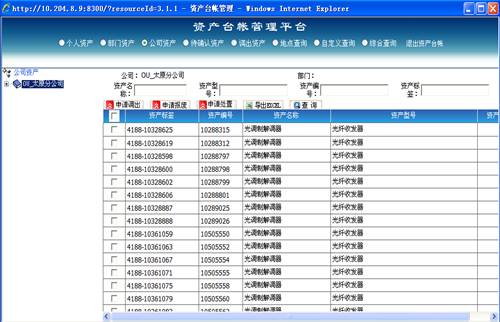 http://10.204.8.9:8300/?resourceId=3.1.1 - 资产台帐管理 - Windows Internet Explorer
资产台帐管理平台
个人资产 部门资产 公司资产 待确认资产 调出资产 地点查询 自定义查询 综合查询 退出资产台帐
公司资产
OU_太原分公司
公司: OU_太原分公司 部门:
资产名称: 资产型号: 资产编号: 资产标签:
申请调出 申请报废 申请处置 导出EXCEL 查 询
资产标签 资产编号 资产名称 资产型号
4188-10328625 10288315 光调制解调器 光纤收发器
4188-10328619 10288312 光调制解调器 光纤收发器
4188-10328598 10288797 光调制解调器 光纤收发器
4188-10328600 10288798 光调制解调器 光纤收发器
4188-10328602 10288799 光调制解调器 光纤收发器
4188-10328606 10288801 光调制解调器 光纤收发器
4188-10328887 10289025 光调制解调器 光纤收发器
4188-10328888 10289026 光调制解调器 光纤收发器
4188-10361059 10505550 光调制解调器 光纤收发器
4188-10361063 10505552 光调制解调器 光纤收发器
4188-10361067 10505554 光调制解调器 光纤收发器
4188-10361071 10505556 光调制解调器 光纤收发器
4188-10361075 10505558 光调制解调器 光纤收发器
4188-10361079 10505560 光调制解调器 光纤收发器